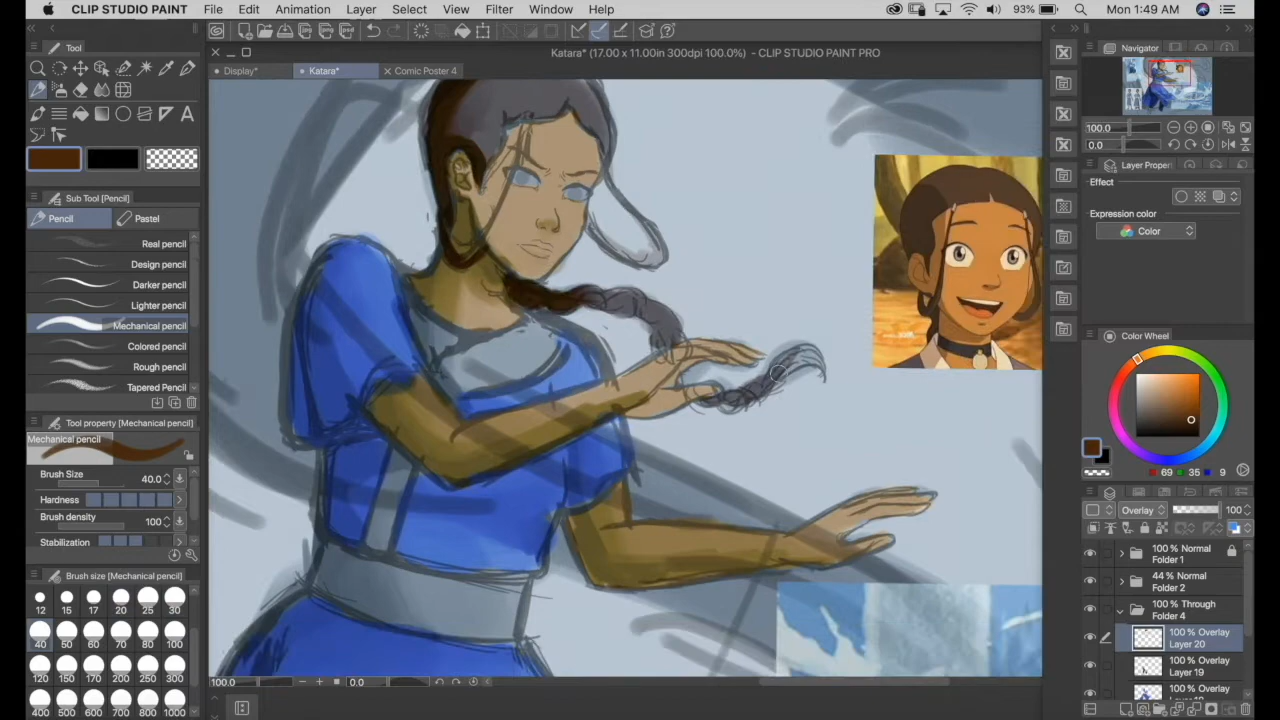 CLIP STUDIO PAINT File Edit Animation Layer Select View Filter Window Help 93% Mon 1:49 AM
Katara* (17.00 x 11.00in 300dpi 100.0%) - CLIP STUDIO PAINT PRO
Tool
Display* Katara* Comic Poster 4
Navigator
100.0
0.0
Layer Proper
Effect
Expression color
Color
Sub Tool [Pencil]
Pencil Pastel
Real pencil
Design pencil
Darker pencil
Lighter pencil
Mechanical pencil
Colored pencil
Rough pencil
Tapered Pencil
Tool property [Mechanical pencil]
Mechanical pencil
Brush Size 40.0
Hardness
Brush density 100
Stabilization
Brush size [Mechanical pencil]
12 15 17 20 25 30
40 50 60 70 80 100
120 150 170 200 250 300
400 500 600 700 800 1000
100.0 0.0
Color Wheel
69 35 9
Overlay 100
100 % Normal
Folder 1
44 % Normal
Folder 2
100 % Through
Folder 4
100 % Overlay
Layer 20
100 % Overlay
Layer 19
100 % Overlay